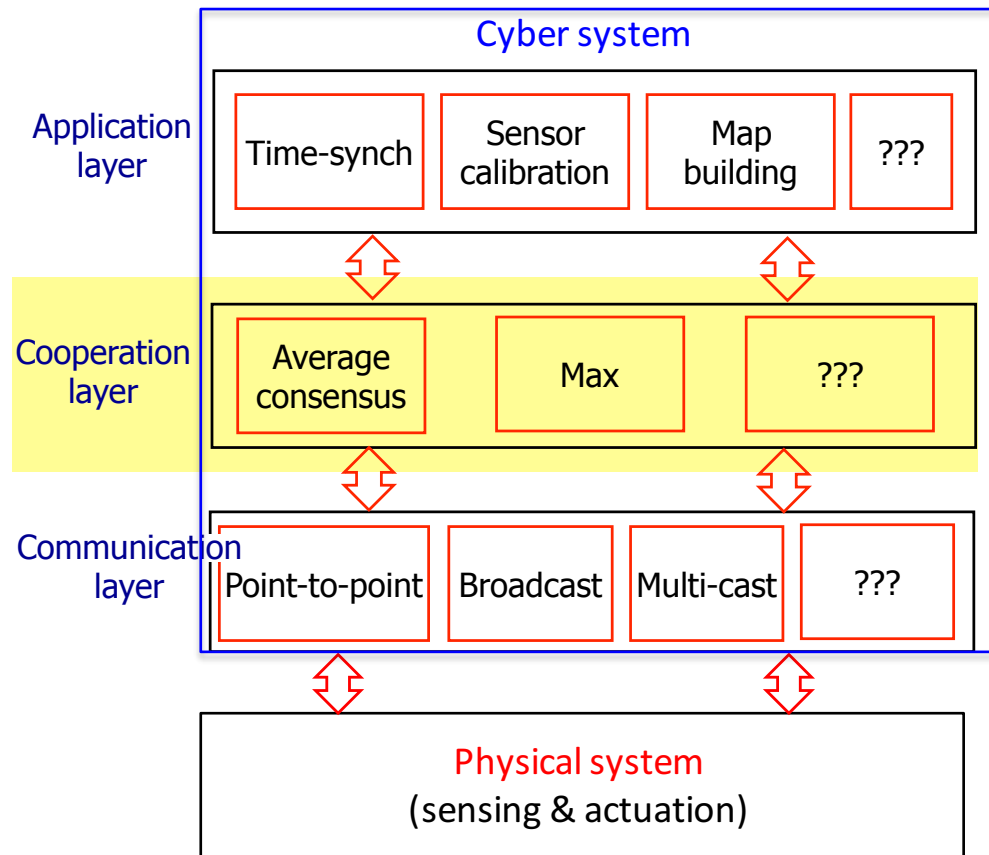 Cyber system
Application
layer
Time-synch
Sensor
calibration
Map
building
???
Cooperation
layer
Average
consensus
Max
???
Communication
layer
Point-to-point
Broadcast
Multi-cast
???
Physical system
(sensing & actuation)